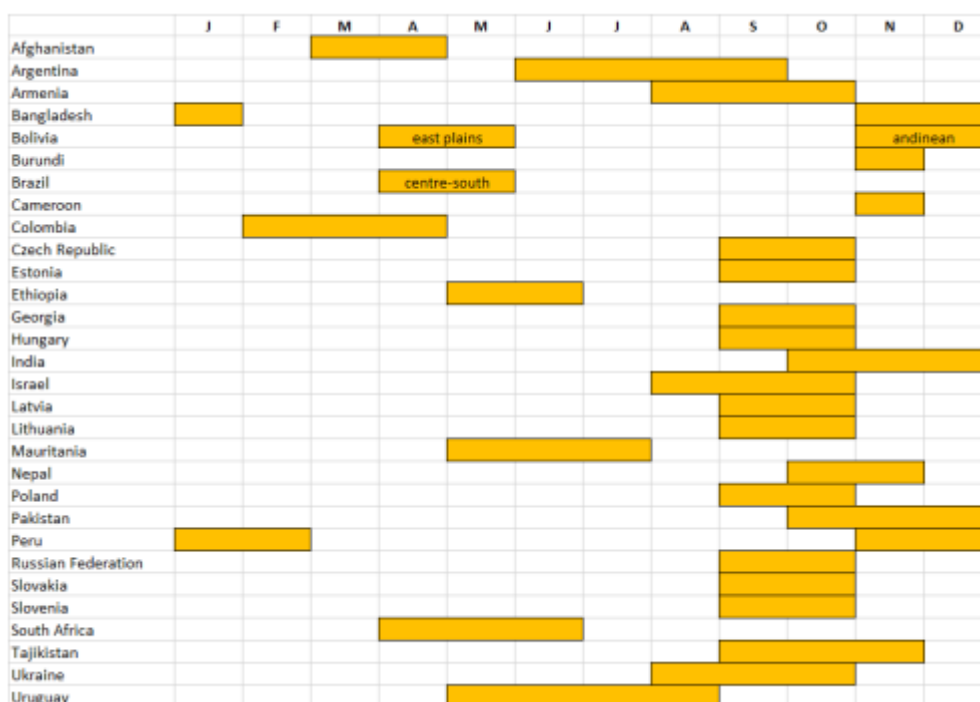 J F M A M J J A S O N D
Afghanistan
Argentina
Armenia
Bangladesh
Bolivia east plains andinean
Burundi
Brazil centre-south
Cameroon
Colombia
Czech Republic
Estonia
Ethiopia
Georgia
Hungary
India
Israel
Latvia
Lithuania
Mauritania
Nepal
Poland
Pakistan
Peru
Russian Federation
Slovakia
Slovenia
South Africa
Tajikistan
Ukraine
Uruguay